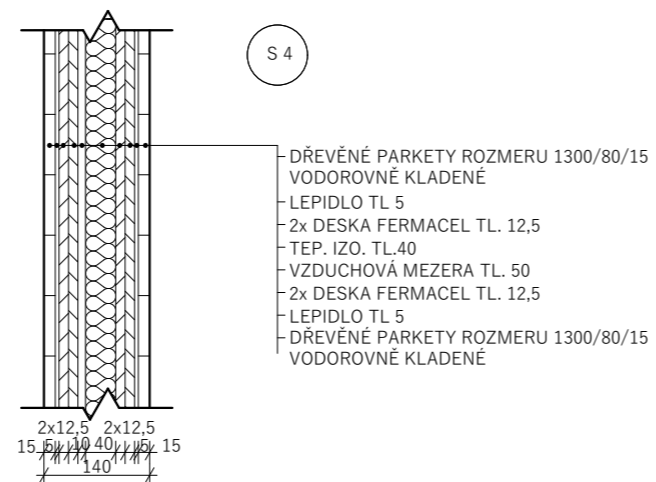 S 4
DŘEVĚNÉ PARKETY ROZMERU 1300/80/15
VODOROVNĚ KLADENÉ
LEPIDLO TL 5
2x DESKA FERMACEL TL. 12,5
TEP. IZO. TL.40
VZDUCHOVÁ MEZERA TL. 50
2x DESKA FERMACEL TL. 12,5
LEPIDLO TL 5
DŘEVĚNÉ PARKETY ROZMERU 1300/80/15
VODOROVNĚ KLADENÉ
2x12,5 2x12,5
15 5 10 40 5 15
140